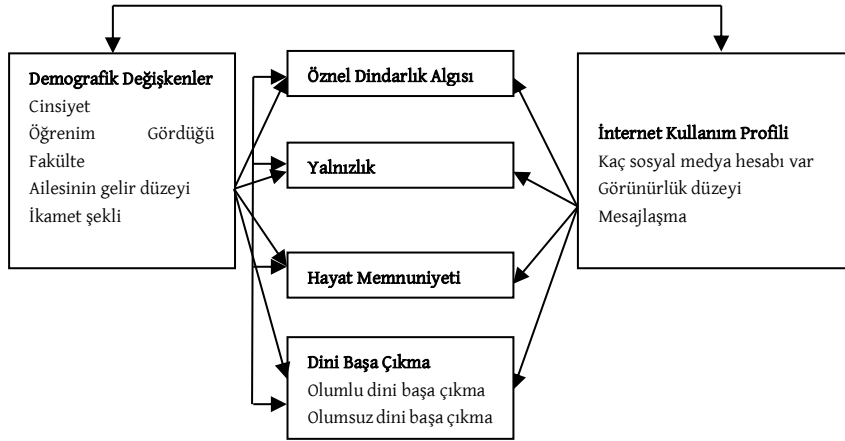 Demografik Değişkenler
Cinsiyet
Öğrenim Gördüğü
Fakülte
Ailesinin gelir düzeyi
İkamet şekli
Öznel Dindarlık Algısı
Yalnızlık
Hayat Memnuniyeti
Dini Başa Çıkma
Olumlu dini başa çıkma
Olumsuz dini başa çıkma
İnternet Kullanım Profili
Kaç sosyal medya hesabı var
Görünürlük düzeyi
Mesajlaşma